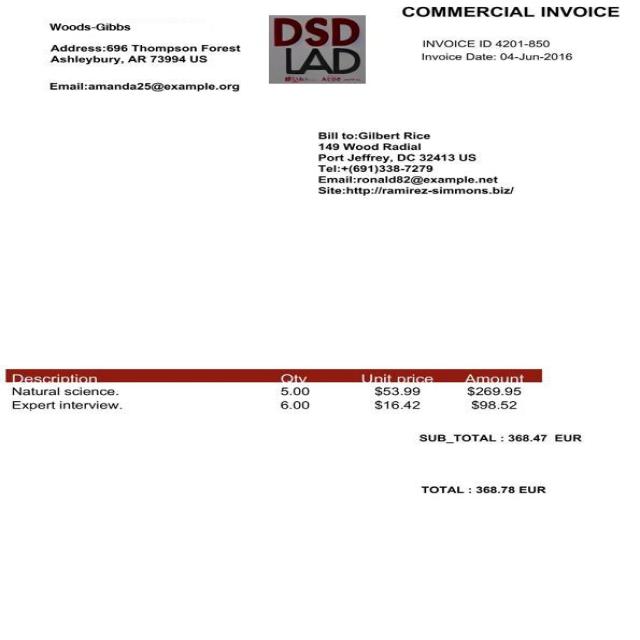 COMMERCIAL INVOICE
Woods-Gibbs
Address:696 Thompson Forest
Ashleybury, AR 73994 US
Email:amanda25@example.org
DSD
LAD
INVOICE ID 4201-850
Invoice Date: 04-Jun-2016
Bill to:Gilbert Rice
149 Wood Radial
Port Jeffrey, DC 32413 US
Tel:+(691)338-7279
Email:ronald82@example.net
Site:http://ramirez-simmons.biz/
Description Qty Unit price Amount
Natural science. 5.00 $53.99 $269.95
Expert interview. 6.00 $16.42 $98.52
SUB_TOTAL : 368.47 EUR
TOTAL : 368.78 EUR